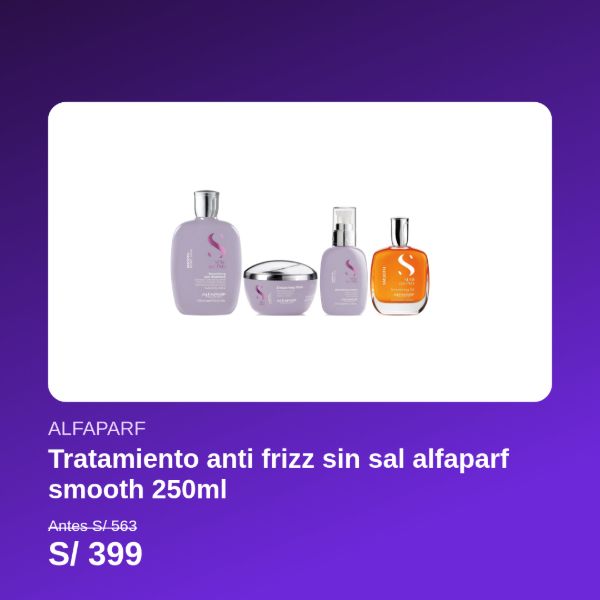 ALFAPARF
Tratamiento anti frizz sin sal alfaparf
smooth 250ml
Antes S/ 563
S/ 399